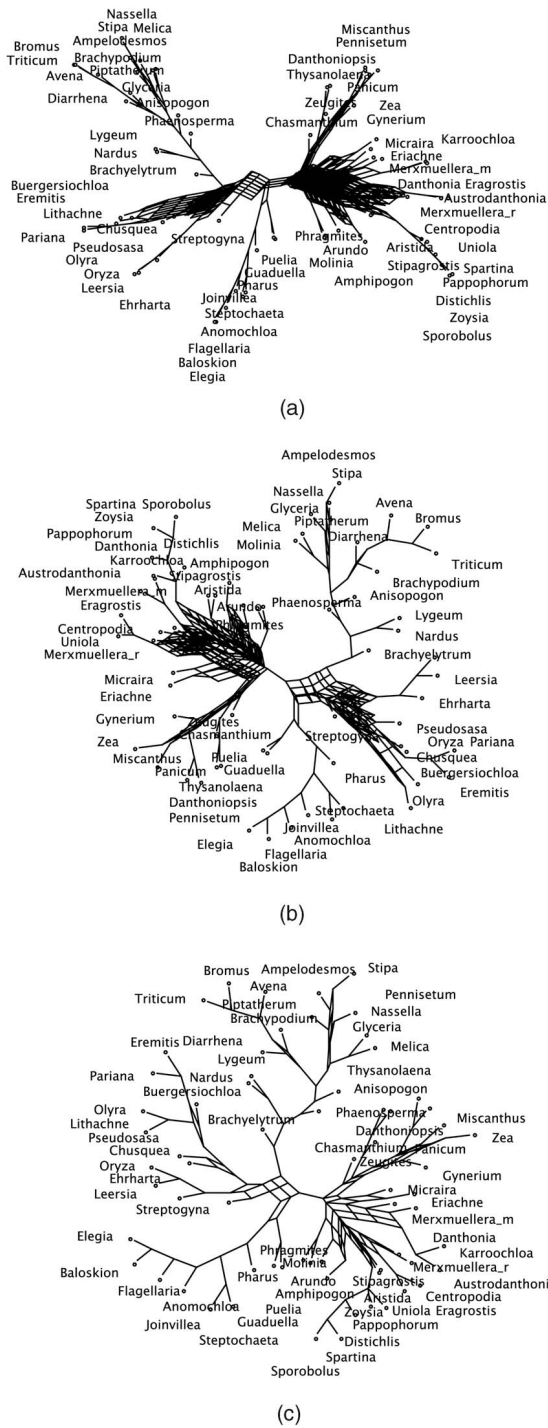 Nassella
Miscanthus
Stipa Melica
Pennisetum
Bromus Ampelodesmos
Danthoniopsis
Triticum Brachypodium
Thysanolaena
Avena Piptatherum
Panicum
Glyceria
Diarrhena Anisopogon
Zeugites Zea
Phaenosperma
Chasmanthium Gynerium
Lygeum
Micraira Karroochloa
Nardus
Eriachne
Brachyelytrum
Merxmuellera_m
Buergersiochloa
Danthonia Eragrostis
Eremitis
Austrodanthonia
Lithachne
Merxmuellera_r
Pariana Chusquea
Streptogyna
Phragmites
Centropodia
Pseudosasa
Puelia
Arundo
Aristida Uniola
Olyra
Guaduella
Molinia
Stipagrostis Spartina
Oryza
Pharus
Amphipogon
Pappophorum
Leersia
Joinvillea
Distichlis
Ehrharta
Steptochaeta
Zoysia
Anomochloa
Sporobolus
Flagellaria
Baloskion
Elegia
(a)
Ampelodesmos
Stipa
Spartina Sporobolus
Nassella
Avena
Zoysia
Glyceria
Bromus
Pappophorum
Melica Piptatherum
Danthonia Distichlis
Molinia
Diarrhena
Karroochloa Amphipogon
Triticum
Austrodanthonia Stipagrostis
Brachypodium
Merxmuellera_m Aristida
Anisopogon
Eragrostis Arundo Phaenosperma
Lygeum
Centropodia Phragmites
Nardus
Uniola
Brachyelytrum
Merxmuellera_r
Leersia
Micraira
Ehrharta
Eriachne
Gynerium Zeugites
Pseudosasa
Zea Chasmanthium Streptogyna
Oryza Pariana
Miscanthus Puelia
Chusquea
Panicum Guaduella
Pharus Buergersiochloa
Thysanolaena
Eremitis
Danthoniopsis
Steptochaeta Olyra
Pennisetum
Joinvillea
Lithachne
Elegia Anomochloa
Flagellaria
Baloskion
(b)
Bromus Ampelodesmos Stipa
Avena
Triticum Piptatherum
Pennisetum
Brachypodium
Nassella
Eremitis Diarrhena
Glyceria
Lygeum
Melica
Pariana Nardus
Thysanolaena
Buergersiochloa
Anisopogon
Olyra
Phaenosperma Miscanthus
Lithachne Brachyelytrum
Danthoniopsis
Pseudosasa
Chasmanthium Panicum Zea
Chusquea
Zeugites
Oryza
Gynerium
Ehrharta
Micraira
Leersia
Eriachne
Streptogyna
Merxmuellera_m
Elegia
Danthonia
Phragmites
Karroochloa
Baloskion
Molinia
Merxmuellera_r
Flagellaria Pharus Arundo Stipagrostis Austrodanthoni
Anomochloa Amphipogon Aristida Centropodia
Joinvillea Puelia Zoysia Uniola Eragrostis
Guaduella
Pappophorum
Steptochaeta
Distichlis
Spartina
Sporobolus
(c)